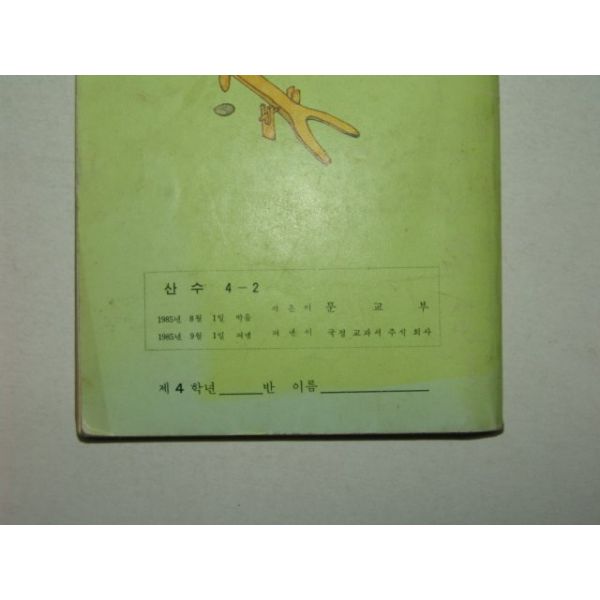 산 수 4-2
1985년 8월 1일 박음 지은이 문 교 부
1985년 9월 1일 펴냄 펴낸이 국정 교과서 주식 회사
제 4 학년 반 이름